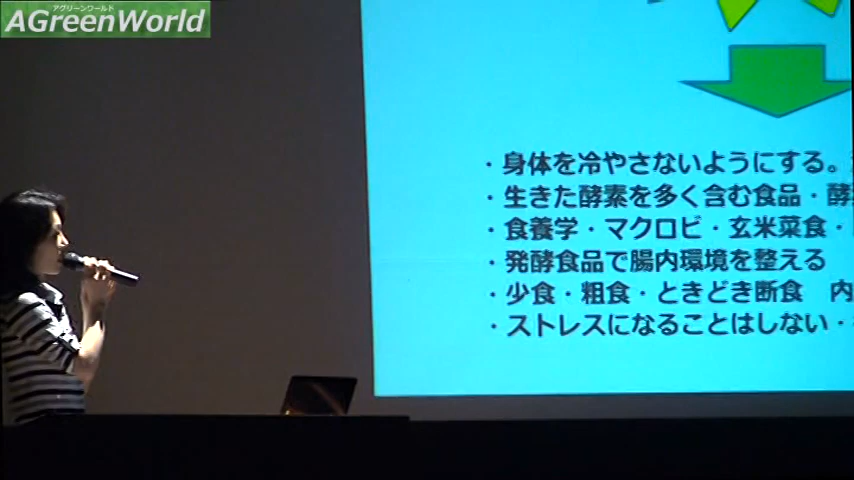 アグリーンワールド
AGreenWorld
・身体を冷やさないようにする。
・生きた酵素を多く含む食品・酵
・食養学・マクロビ・玄米菜食・
・発酵食品で腸内環境を整える
・少食・粗食・ときどき断食　内
・ストレスになることはしない・